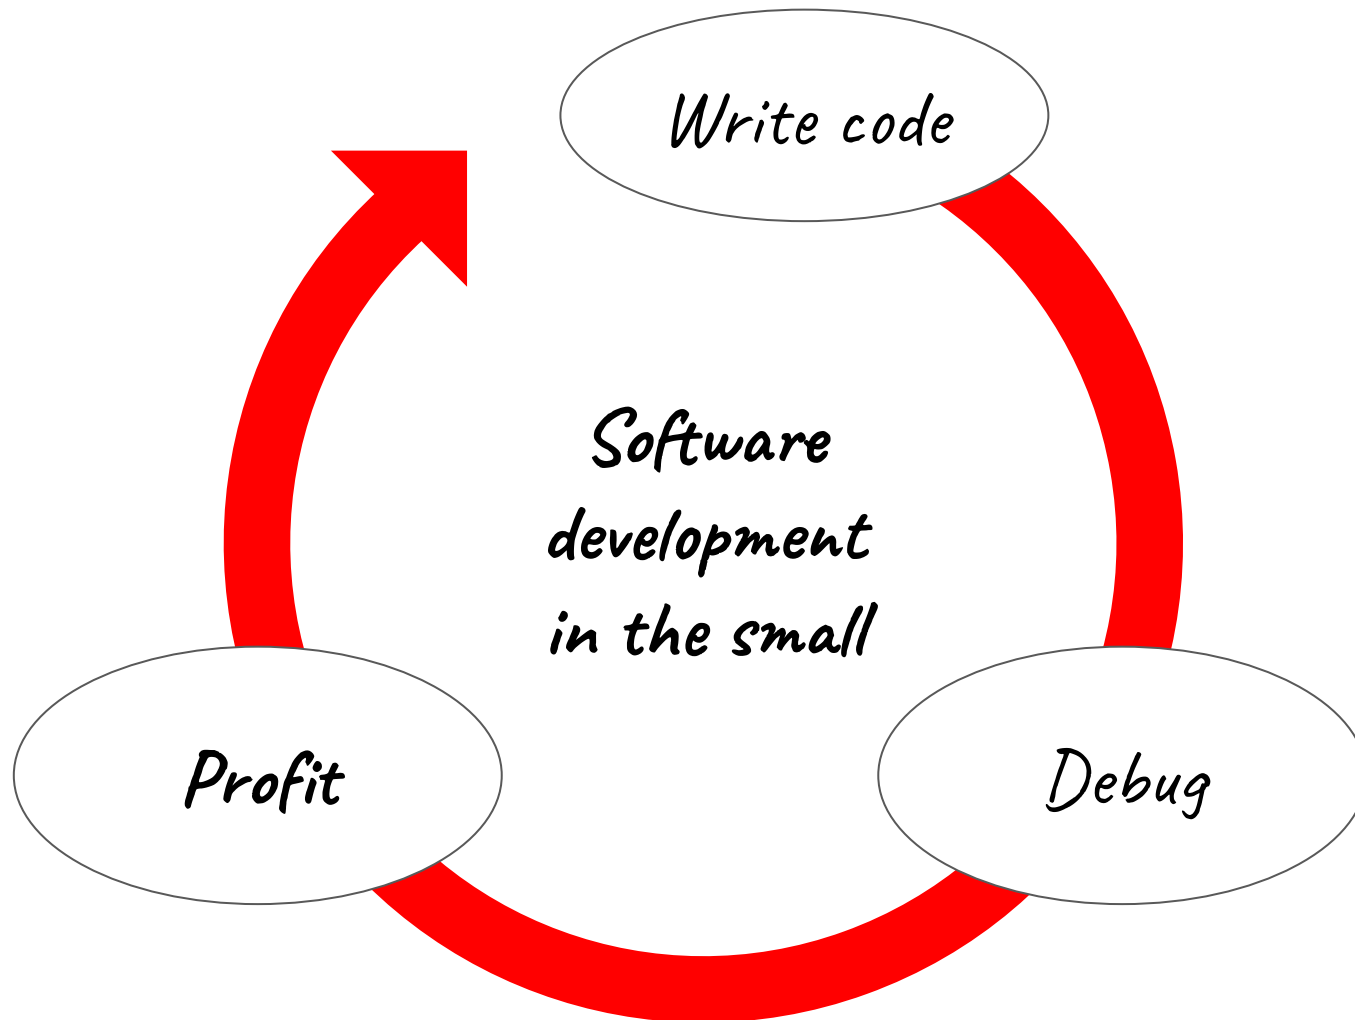 Write code
Software
development
in the small
Profit
Debug